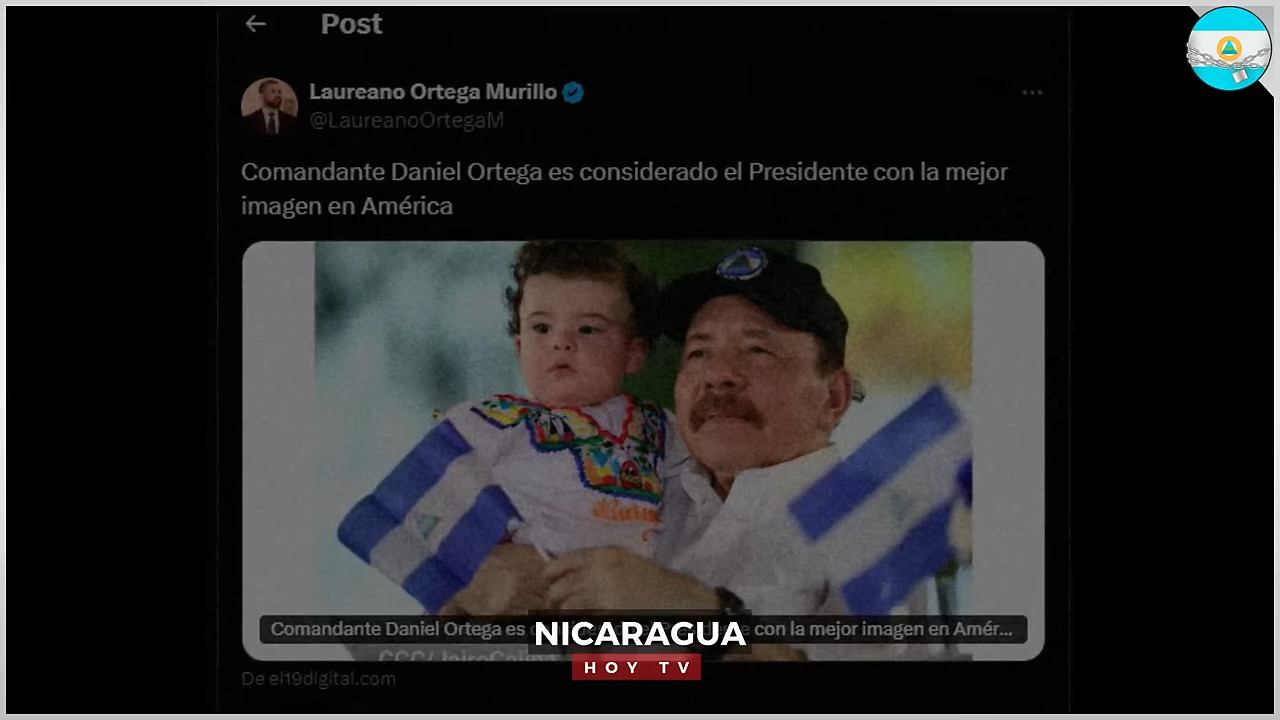 Post
Laureano Ortega Murillo
@LaureanoOrtegaM
Comandante Daniel Ortega es considerado el Presidente con la mejor
imagen en América
Comandante Daniel Ortega es con la mejor imagen en Amér...
NICARAGUA
HOY TV
De el19digital.com